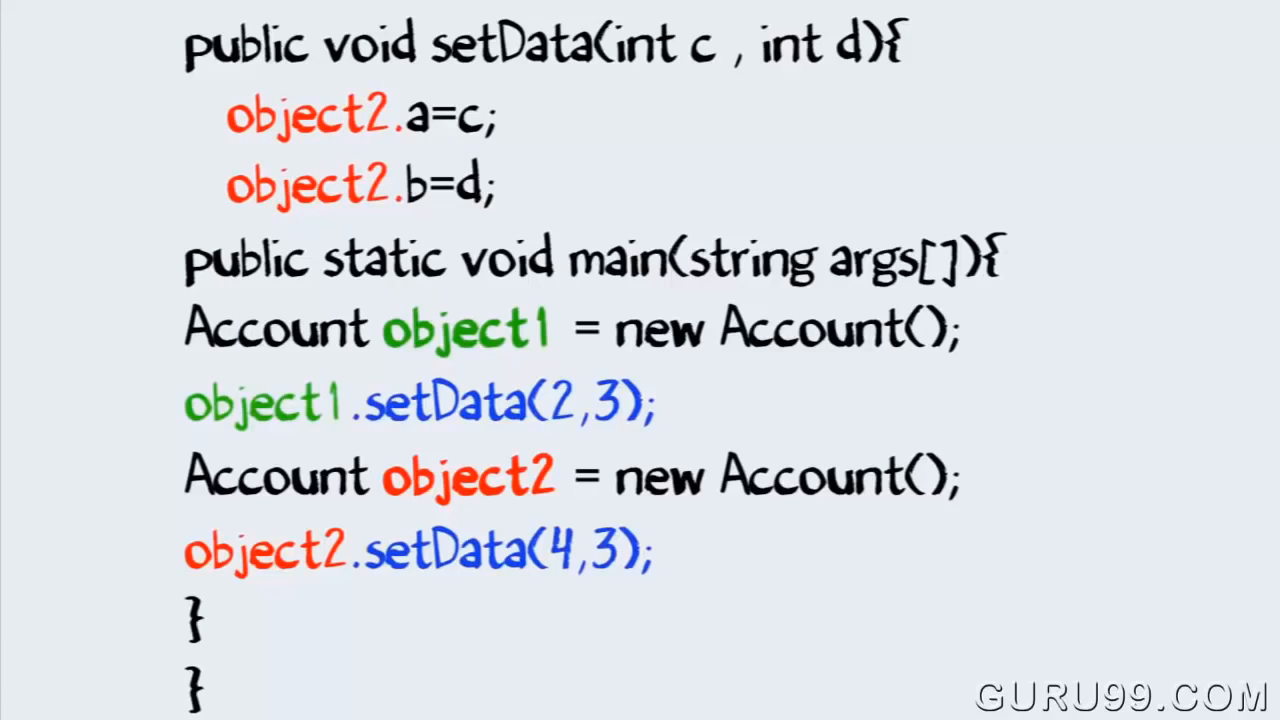 public void setData(int c , int d){
object2.a=c;
object2.b=d;
public static void main(string args[]){
Account object1 = new Account();
object1.setData(2,3);
Account object2 = new Account();
object2.setData(4,3);
}
}
GURU99.COM